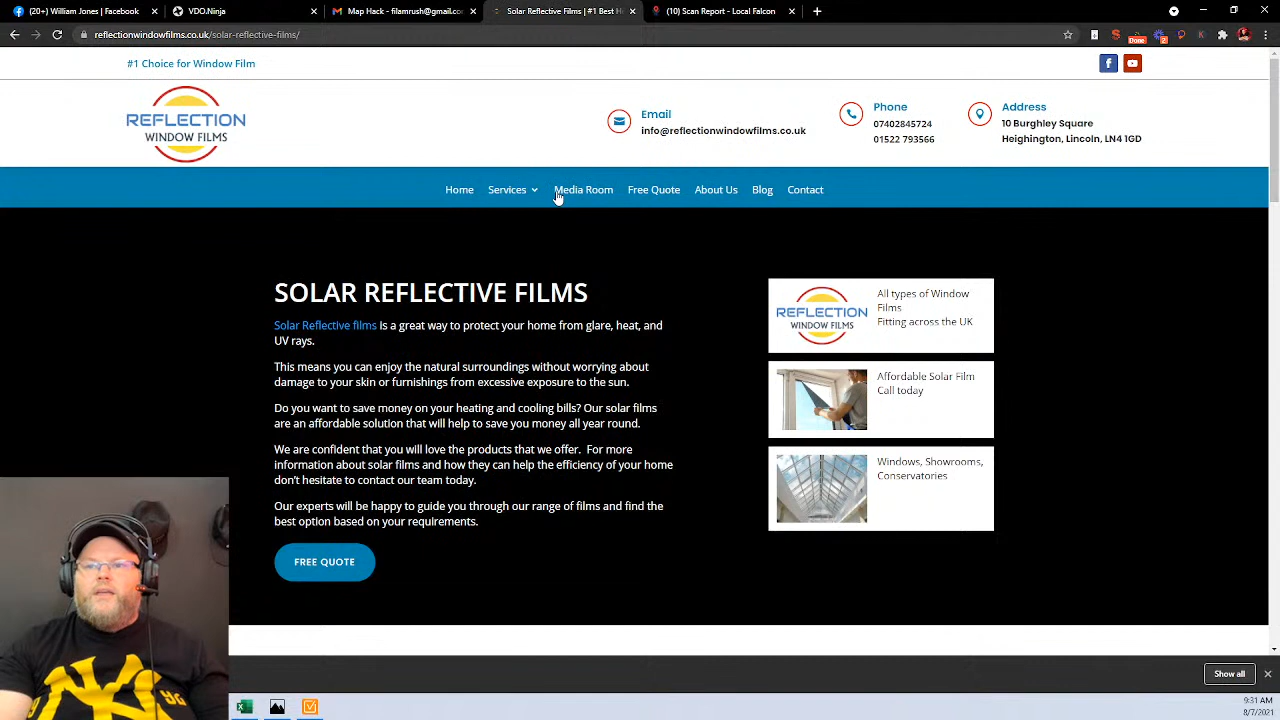 (20+) William Jones | Facebook
VDO.Ninja
Map Hack - filamrush@gmail.co
Solar Reflective Films | #1 Best H
(10) Scan Report - Local Falcon
reflectionwindowfilms.co.uk/solar-reflective-films/
Done
2
#1 Choice for Window Film
REFLECTION
WINDOW FILMS
Email
info@reflectionwindowfilms.co.uk
Phone
07402845724
01522 793566
Address
10 Burghley Square
Heighington, Lincoln, LN4 1GD
Home Services Media Room Free Quote About Us Blog Contact
SOLAR REFLECTIVE FILMS
Solar Reflective films is a great way to protect your home from glare, heat, and
UV rays.
This means you can enjoy the natural surroundings without worrying about
damage to your skin or furnishings from excessive exposure to the sun.
Do you want to save money on your heating and cooling bills? Our solar films
are an affordable solution that will help to save you money all year round.
We are confident that you will love the products that we offer. For more
information about solar films and how they can help the efficiency of your home
don't hesitate to contact our team today.
Our experts will be happy to guide you through our range of films and find the
best option based on your requirements.
FREE QUOTE
REFLECTION
WINDOW FILMS
All types of Window
Films
Fitting across the UK
Affordable Solar Film
Call today
Windows, Showrooms,
Conservatories
Show all
9:31 AM
8/7/2021